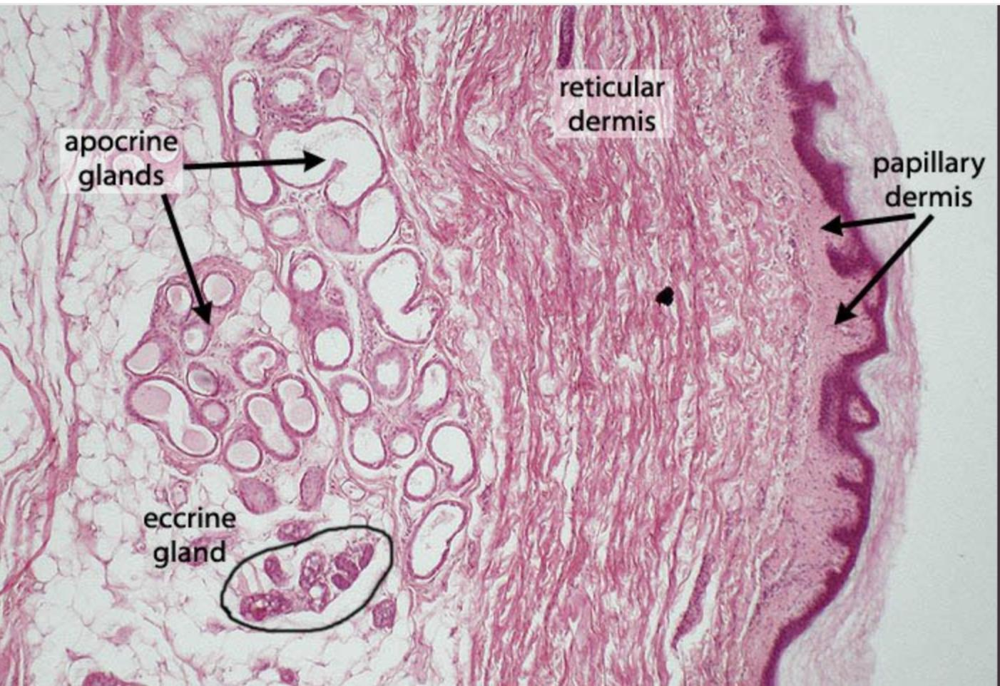 reticular
dermis
apocrine
glands
papillary
dermis
eccrine
gland